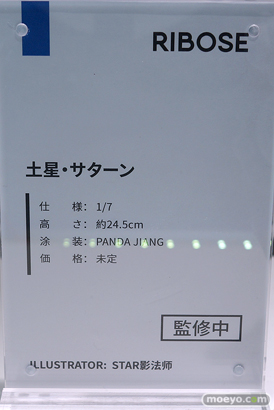 RIBOSE
土星・サターン
仕　様： 1/7
高　さ： 約24.5cm
塗　装： PANDA JIANG
価　格： 未定
監修中
ILLUSTRATOR: STAR影法师
moeyo.com